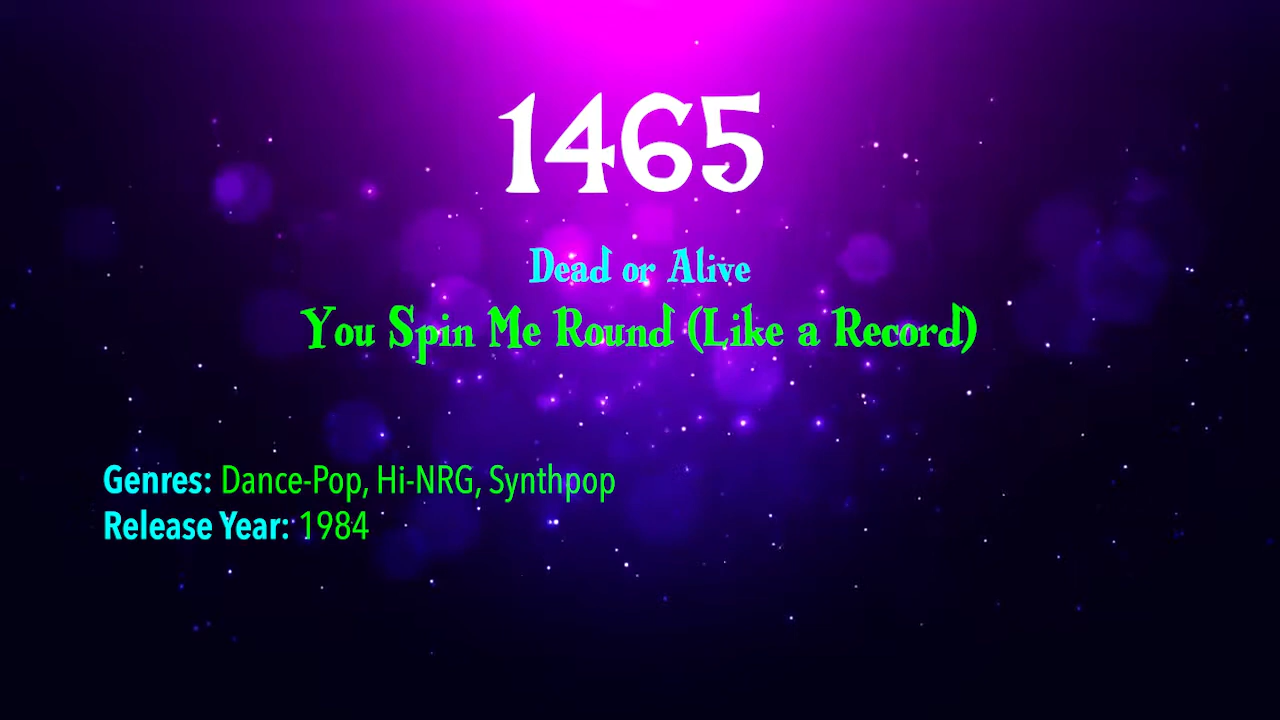 1465
Dead or Alive
You Spin Me Round (Like a Record)
Genres: Dance-Pop, Hi-NRG, Synthpop
Release Year: 1984